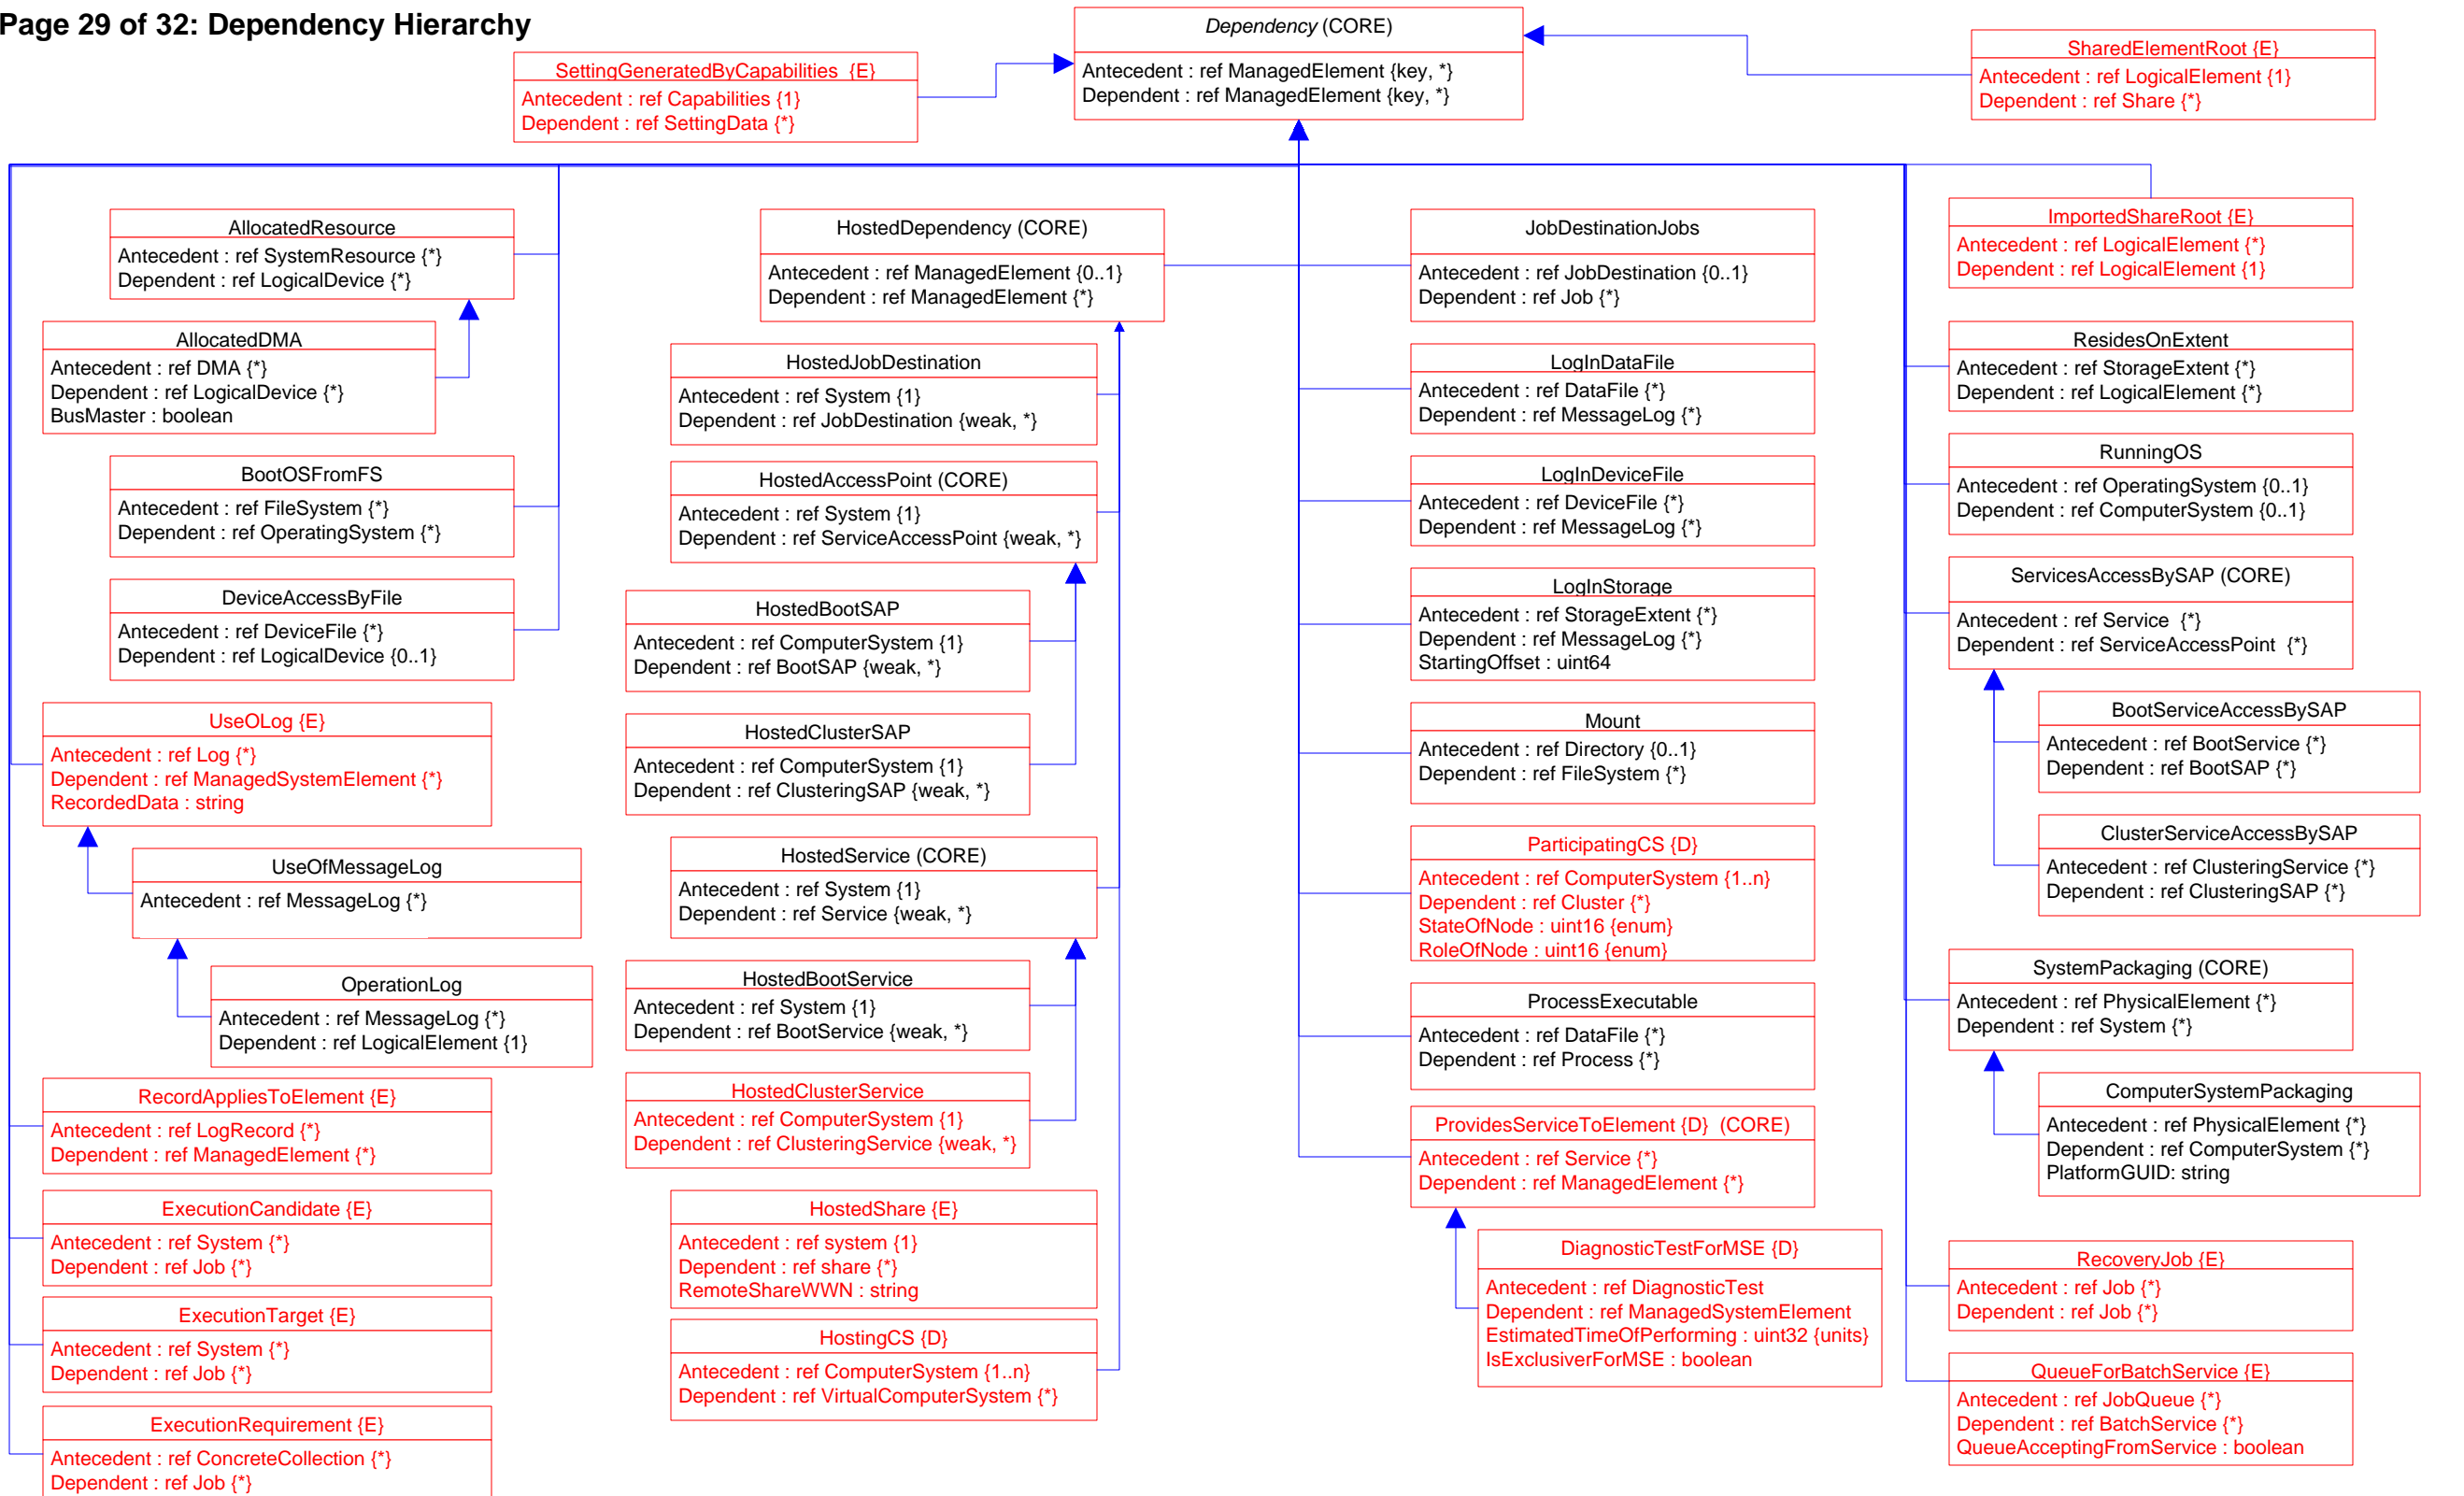 Page 29 of 32: Dependency Hierarchy
Dependency (CORE)
Antecedent : ref ManagedElement {key, *}
Dependent : ref ManagedElement {key, *}
SettingGeneratedByCapabilities {E}
Antecedent : ref Capabilities {1}
Dependent : ref SettingData {*}
SharedElementRoot {E}
Antecedent : ref LogicalElement {1}
Dependent : ref Share {*}
AllocatedResource
Antecedent : ref SystemResource {*}
Dependent : ref LogicalDevice {*}
AllocatedDMA
Antecedent : ref DMA {*}
Dependent : ref LogicalDevice {*}
BusMaster : boolean
BootOSFromFS
Antecedent : ref FileSystem {*}
Dependent : ref OperatingSystem {*}
DeviceAccessByFile
Antecedent : ref DeviceFile {*}
Dependent : ref LogicalDevice {0..1}
UseOLog {E}
Antecedent : ref Log {*}
Dependent : ref ManagedSystemElement {*}
RecordedData : string
UseOfMessageLog
Antecedent : ref MessageLog {*}
OperationLog
Antecedent : ref MessageLog {*}
Dependent : ref LogicalElement {1}
RecordAppliesToElement {E}
Antecedent : ref LogRecord {*}
Dependent : ref ManagedElement {*}
ExecutionCandidate {E}
Antecedent : ref System {*}
Dependent : ref Job {*}
ExecutionTarget {E}
Antecedent : ref System {*}
Dependent : ref Job {*}
ExecutionRequirement {E}
Antecedent : ref ConcreteCollection {*}
Dependent : ref Job {*}
HostedDependency (CORE)
Antecedent : ref ManagedElement {0..1}
Dependent : ref ManagedElement {*}
HostedJobDestination
Antecedent : ref System {1}
Dependent : ref JobDestination {weak, *}
HostedAccessPoint (CORE)
Antecedent : ref System {1}
Dependent : ref ServiceAccessPoint {weak, *}
HostedBootSAP
Antecedent : ref ComputerSystem {1}
Dependent : ref BootSAP {weak, *}
HostedClusterSAP
Antecedent : ref ComputerSystem {1}
Dependent : ref ClusteringSAP {weak, *}
HostedService (CORE)
Antecedent : ref System {1}
Dependent : ref Service {weak, *}
HostedBootService
Antecedent : ref System {1}
Dependent : ref BootService {weak, *}
HostedClusterService
Antecedent : ref ComputerSystem {1}
Dependent : ref ClusteringService {weak, *}
HostedShare {E}
Antecedent : ref system {1}
Dependent : ref share {*}
RemoteShareWWN : string
HostingCS {D}
Antecedent : ref ComputerSystem {1..n}
Dependent : ref VirtualComputerSystem {*}
JobDestinationJobs
Antecedent : ref JobDestination {0..1}
Dependent : ref Job {*}
LogInDataFile
Antecedent : ref DataFile {*}
Dependent : ref MessageLog {*}
LogInDeviceFile
Antecedent : ref DeviceFile {*}
Dependent : ref MessageLog {*}
LogInStorage
Antecedent : ref StorageExtent {*}
Dependent : ref MessageLog {*}
StartingOffset : uint64
Mount
Antecedent : ref Directory {0..1}
Dependent : ref FileSystem {*}
ParticipatingCS {D}
Antecedent : ref ComputerSystem {1..n}
Dependent : ref Cluster {*}
StateOfNode : uint16 {enum}
RoleOfNode : uint16 {enum}
ProcessExecutable
Antecedent : ref DataFile {*}
Dependent : ref Process {*}
ProvidesServiceToElement {D} (CORE)
Antecedent : ref Service {*}
Dependent : ref ManagedElement {*}
DiagnosticTestForMSE {D}
Antecedent : ref DiagnosticTest
Dependent : ref ManagedSystemElement
EstimatedTimeOfPerforming : uint32 {units}
IsExclusiverForMSE : boolean
ImportedShareRoot {E}
Antecedent : ref LogicalElement {*}
Dependent : ref LogicalElement {1}
ResidesOnExtent
Antecedent : ref StorageExtent {*}
Dependent : ref LogicalElement {*}
RunningOS
Antecedent : ref OperatingSystem {0..1}
Dependent : ref ComputerSystem {0..1}
ServicesAccessBySAP (CORE)
Antecedent : ref Service {*}
Dependent : ref ServiceAccessPoint {*}
BootServiceAccessBySAP
Antecedent : ref BootService {*}
Dependent : ref BootSAP {*}
ClusterServiceAccessBySAP
Antecedent : ref ClusteringService {*}
Dependent : ref ClusteringSAP {*}
SystemPackaging (CORE)
Antecedent : ref PhysicalElement {*}
Dependent : ref System {*}
ComputerSystemPackaging
Antecedent : ref PhysicalElement {*}
Dependent : ref ComputerSystem {*}
PlatformGUID: string
RecoveryJob {E}
Antecedent : ref Job {*}
Dependent : ref Job {*}
QueueForBatchService {E}
Antecedent : ref JobQueue {*}
Dependent : ref BatchService {*}
QueueAcceptingFromService : boolean